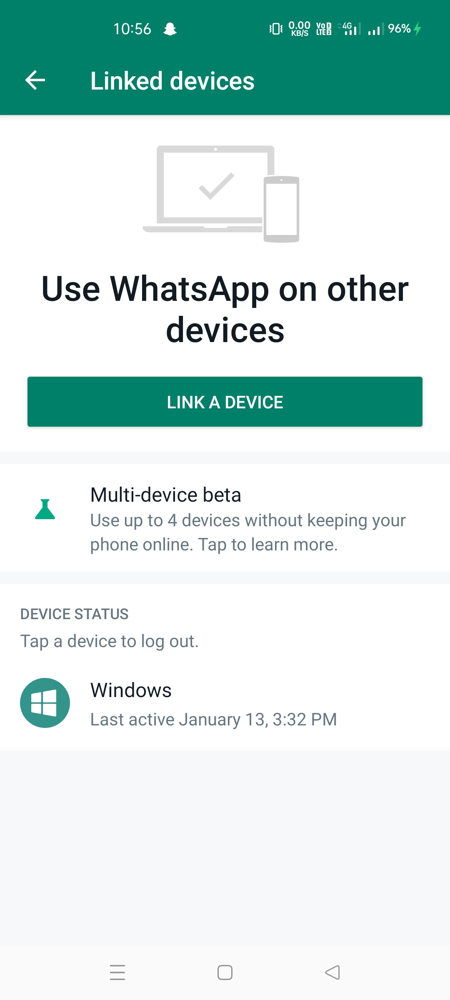 10:56
0.00 KB/S VoD LTE 2 4G 96%
Linked devices
Use WhatsApp on other
devices
LINK A DEVICE
Multi-device beta
Use up to 4 devices without keeping your
phone online. Tap to learn more.
DEVICE STATUS
Tap a device to log out.
Windows
Last active January 13, 3:32 PM